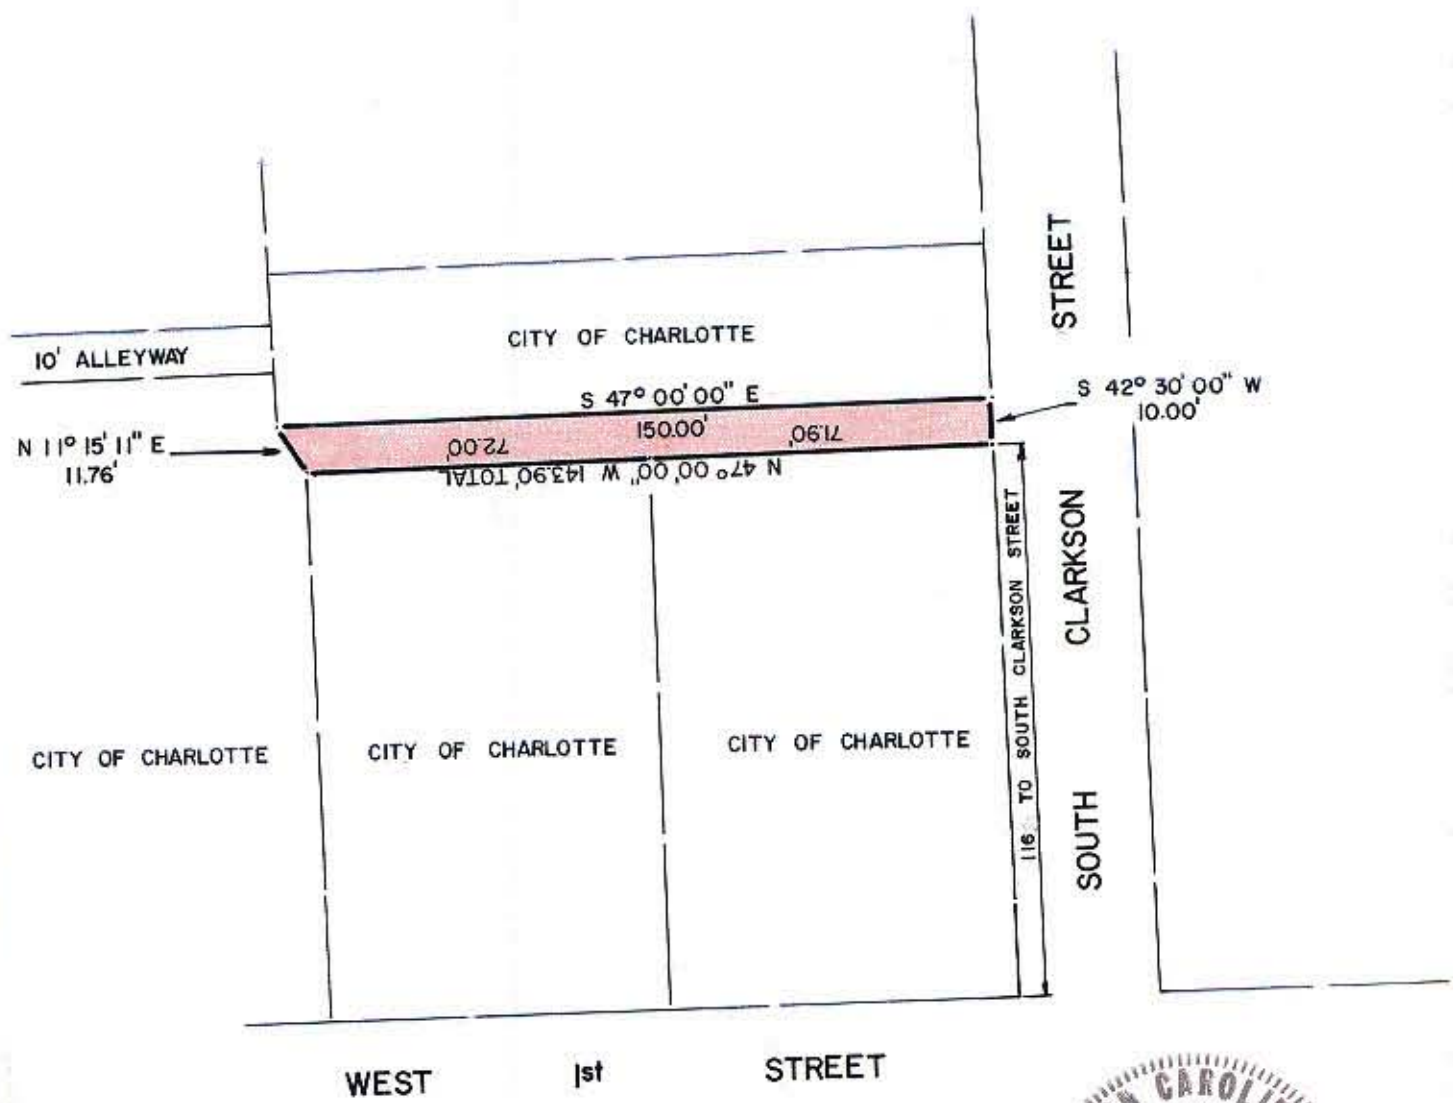 STREET
CITY OF CHARLOTTE
10' ALLEYWAY
S 47° 00' 00" E
150.00'
S 42° 30' 00" W
10.00'
N 11° 15' 11" E
11.76'
72.00'
71.90'
N 47° 00' 00" W 143.90' TOTAL
CLARKSON
116 TO SOUTH CLARKSON STREET
CITY OF CHARLOTTE
CITY OF CHARLOTTE
CITY OF CHARLOTTE
SOUTH
WEST 1st STREET
CAROLI